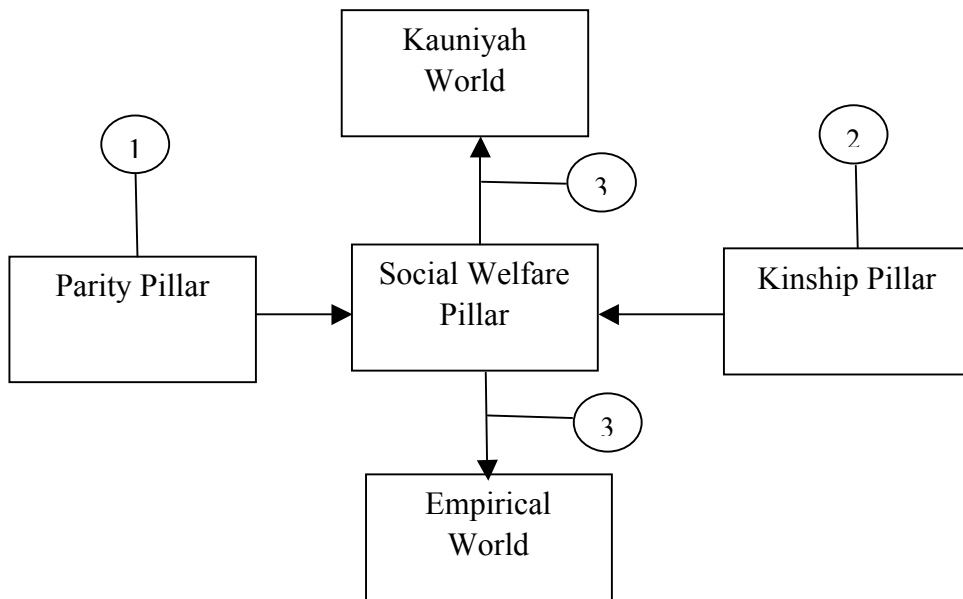 Kauniyah
World
1
2
3
Parity Pillar
Social Welfare
Pillar
Kinship Pillar
3
Empirical
World